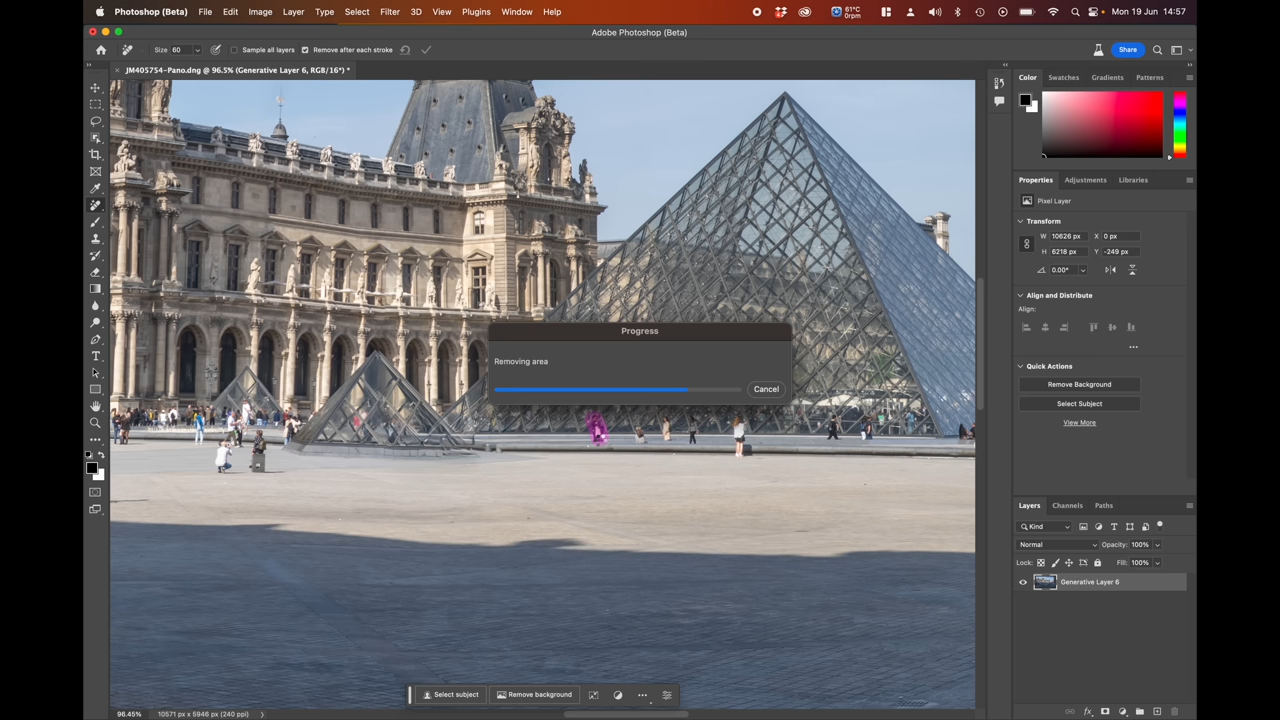 Photoshop (Beta) File Edit Image Layer Type Select Filter 3D View Plugins Window Help 61°C 0rpm Mon 19 Jun 14:57
Adobe Photoshop (Beta)
Size 60 Sample all layers Remove after each stroke Share
JM405754-Pano.dng @ 96.5% (Generative Layer 6, RGB/16*) *
Color Swatches Gradients Patterns
Properties Adjustments Libraries
Pixel Layer
Transform
W 10626 px X 0 px
H 6218 px Y -249 px
0.00°
Align and Distribute
Align:
Quick Actions
Remove Background
Select Subject
View More
Progress
Removing area
Cancel
Layers Channels Paths
Kind
Normal Opacity: 100%
Lock: Fill: 100%
Generative Layer 6
Select subject Remove background
96.45% 10571 px x 5946 px (240 ppi)